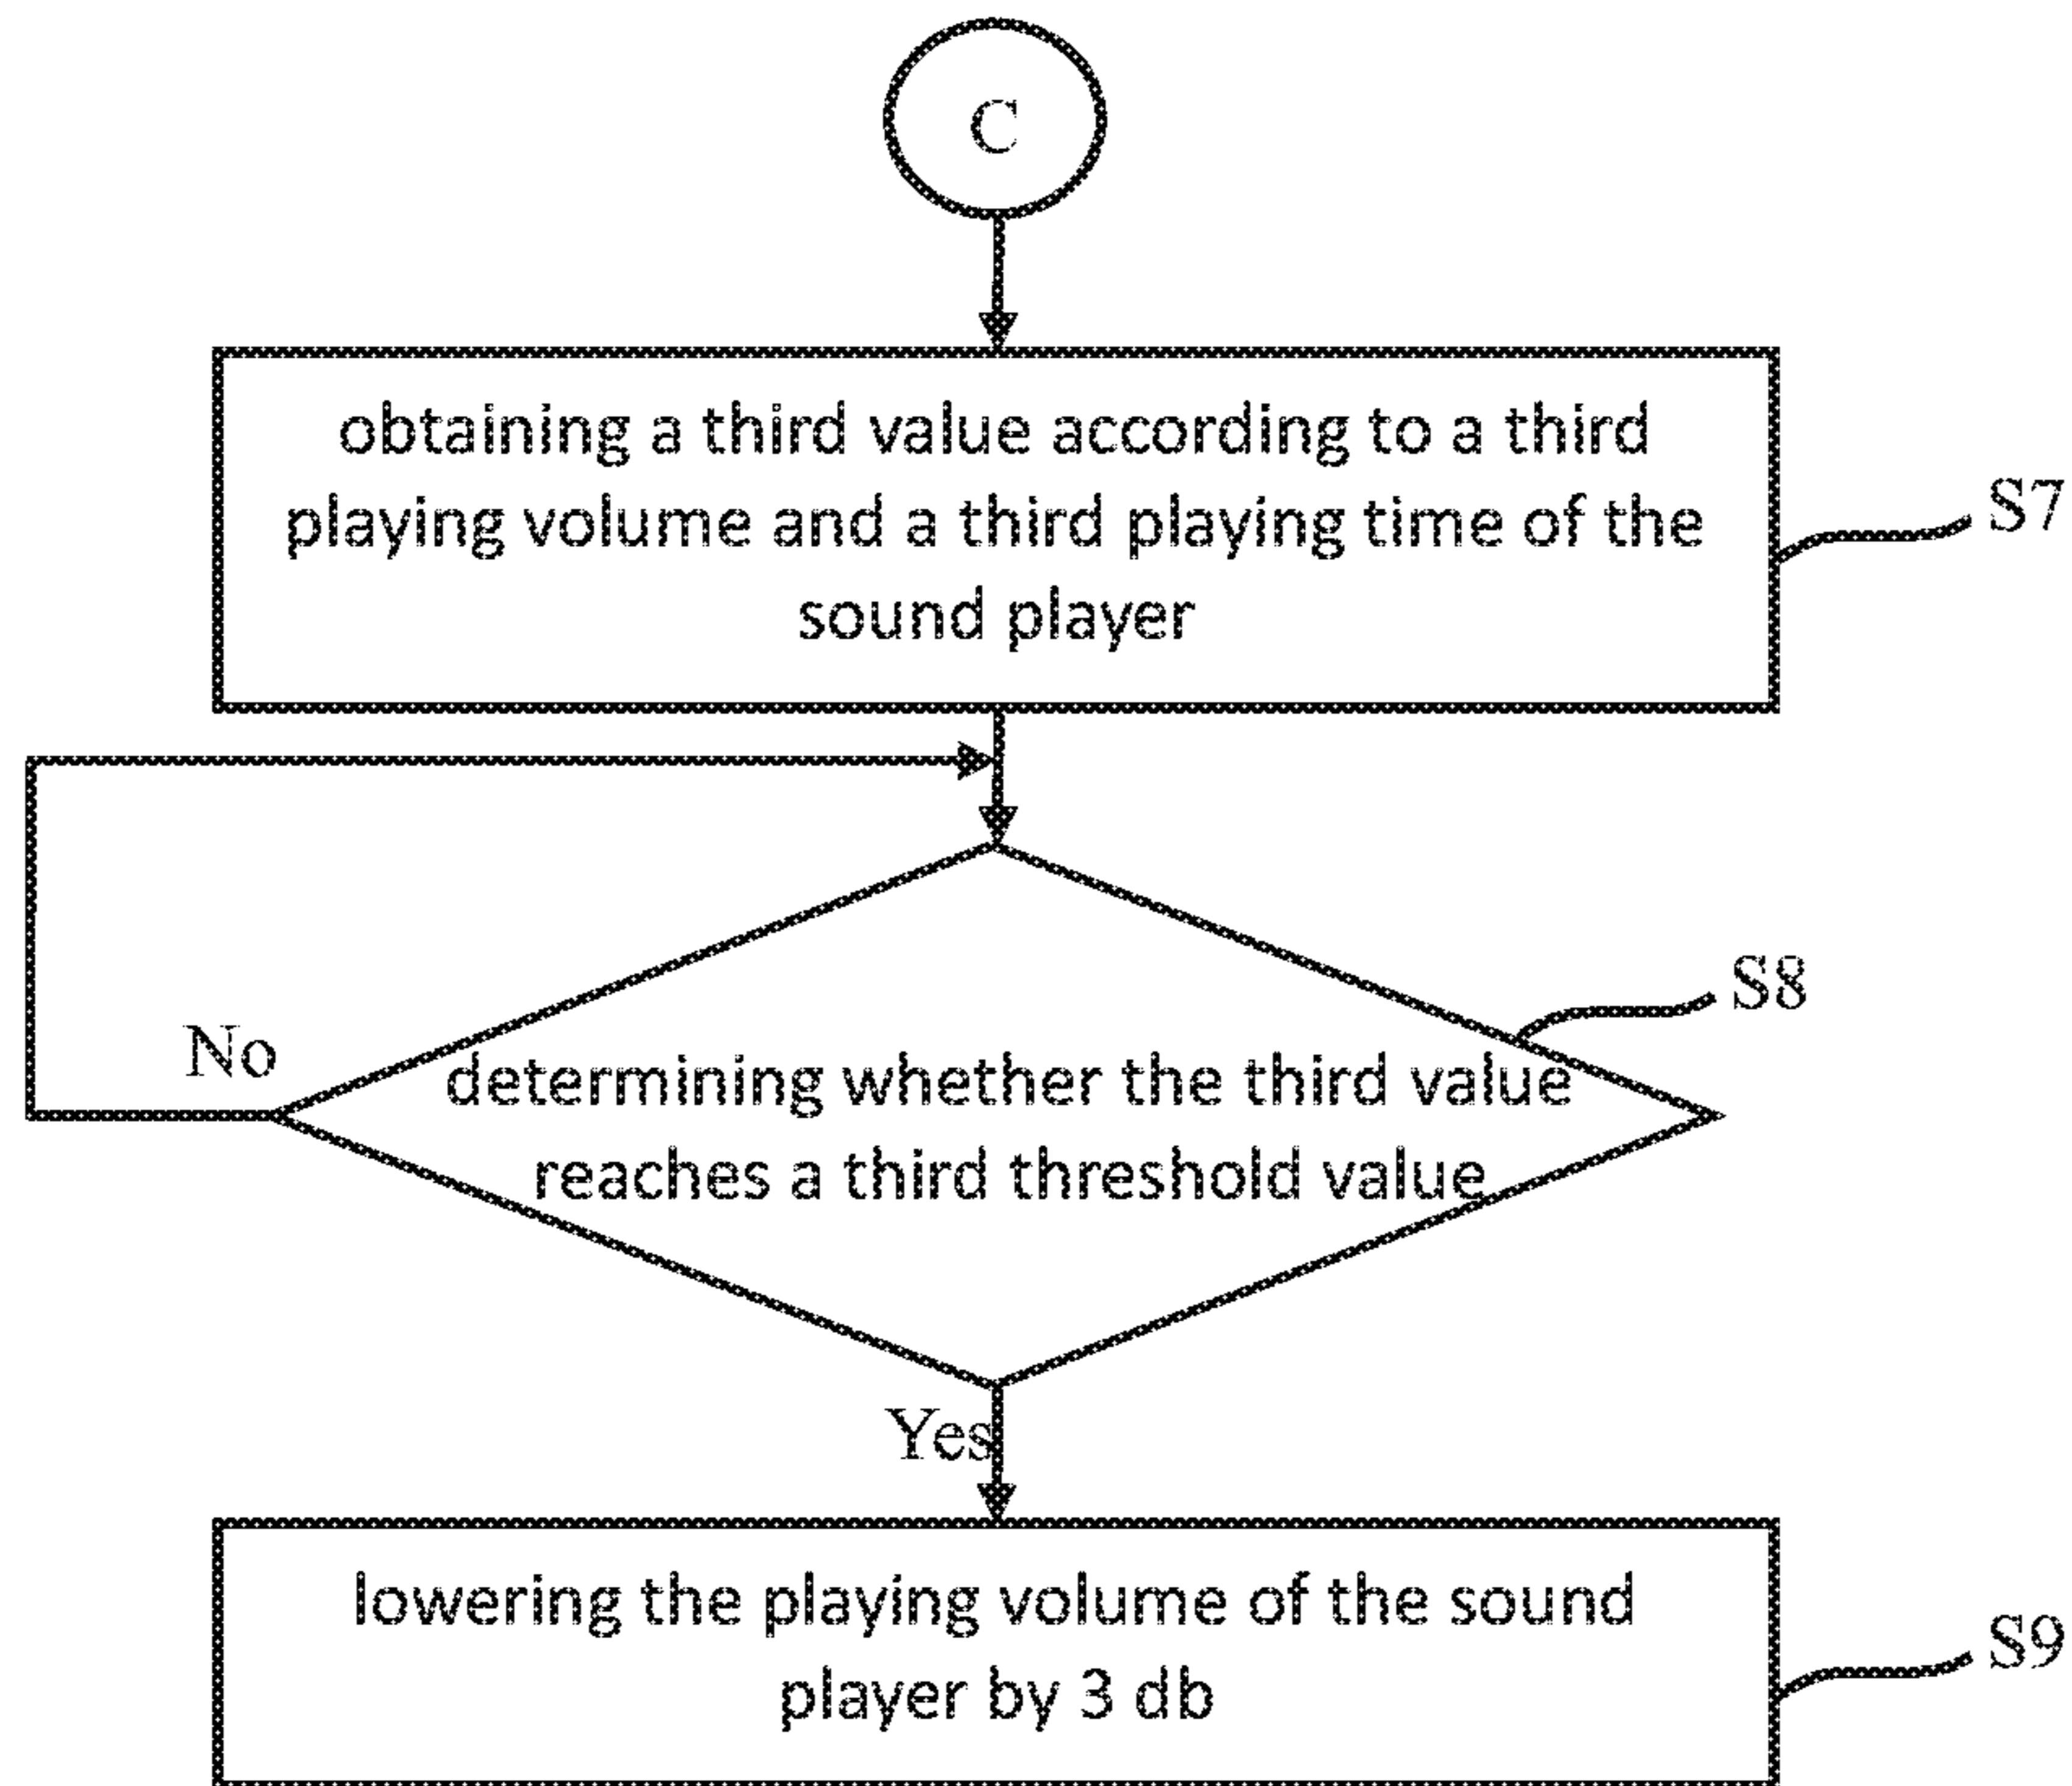 C
obtaining a third value according to a third
playing volume and a third playing time of the
sound player
S7
S8
No
determining whether the third value
reaches a third threshold value
Yes
lowering the playing volume of the sound
player by 3 db
S9